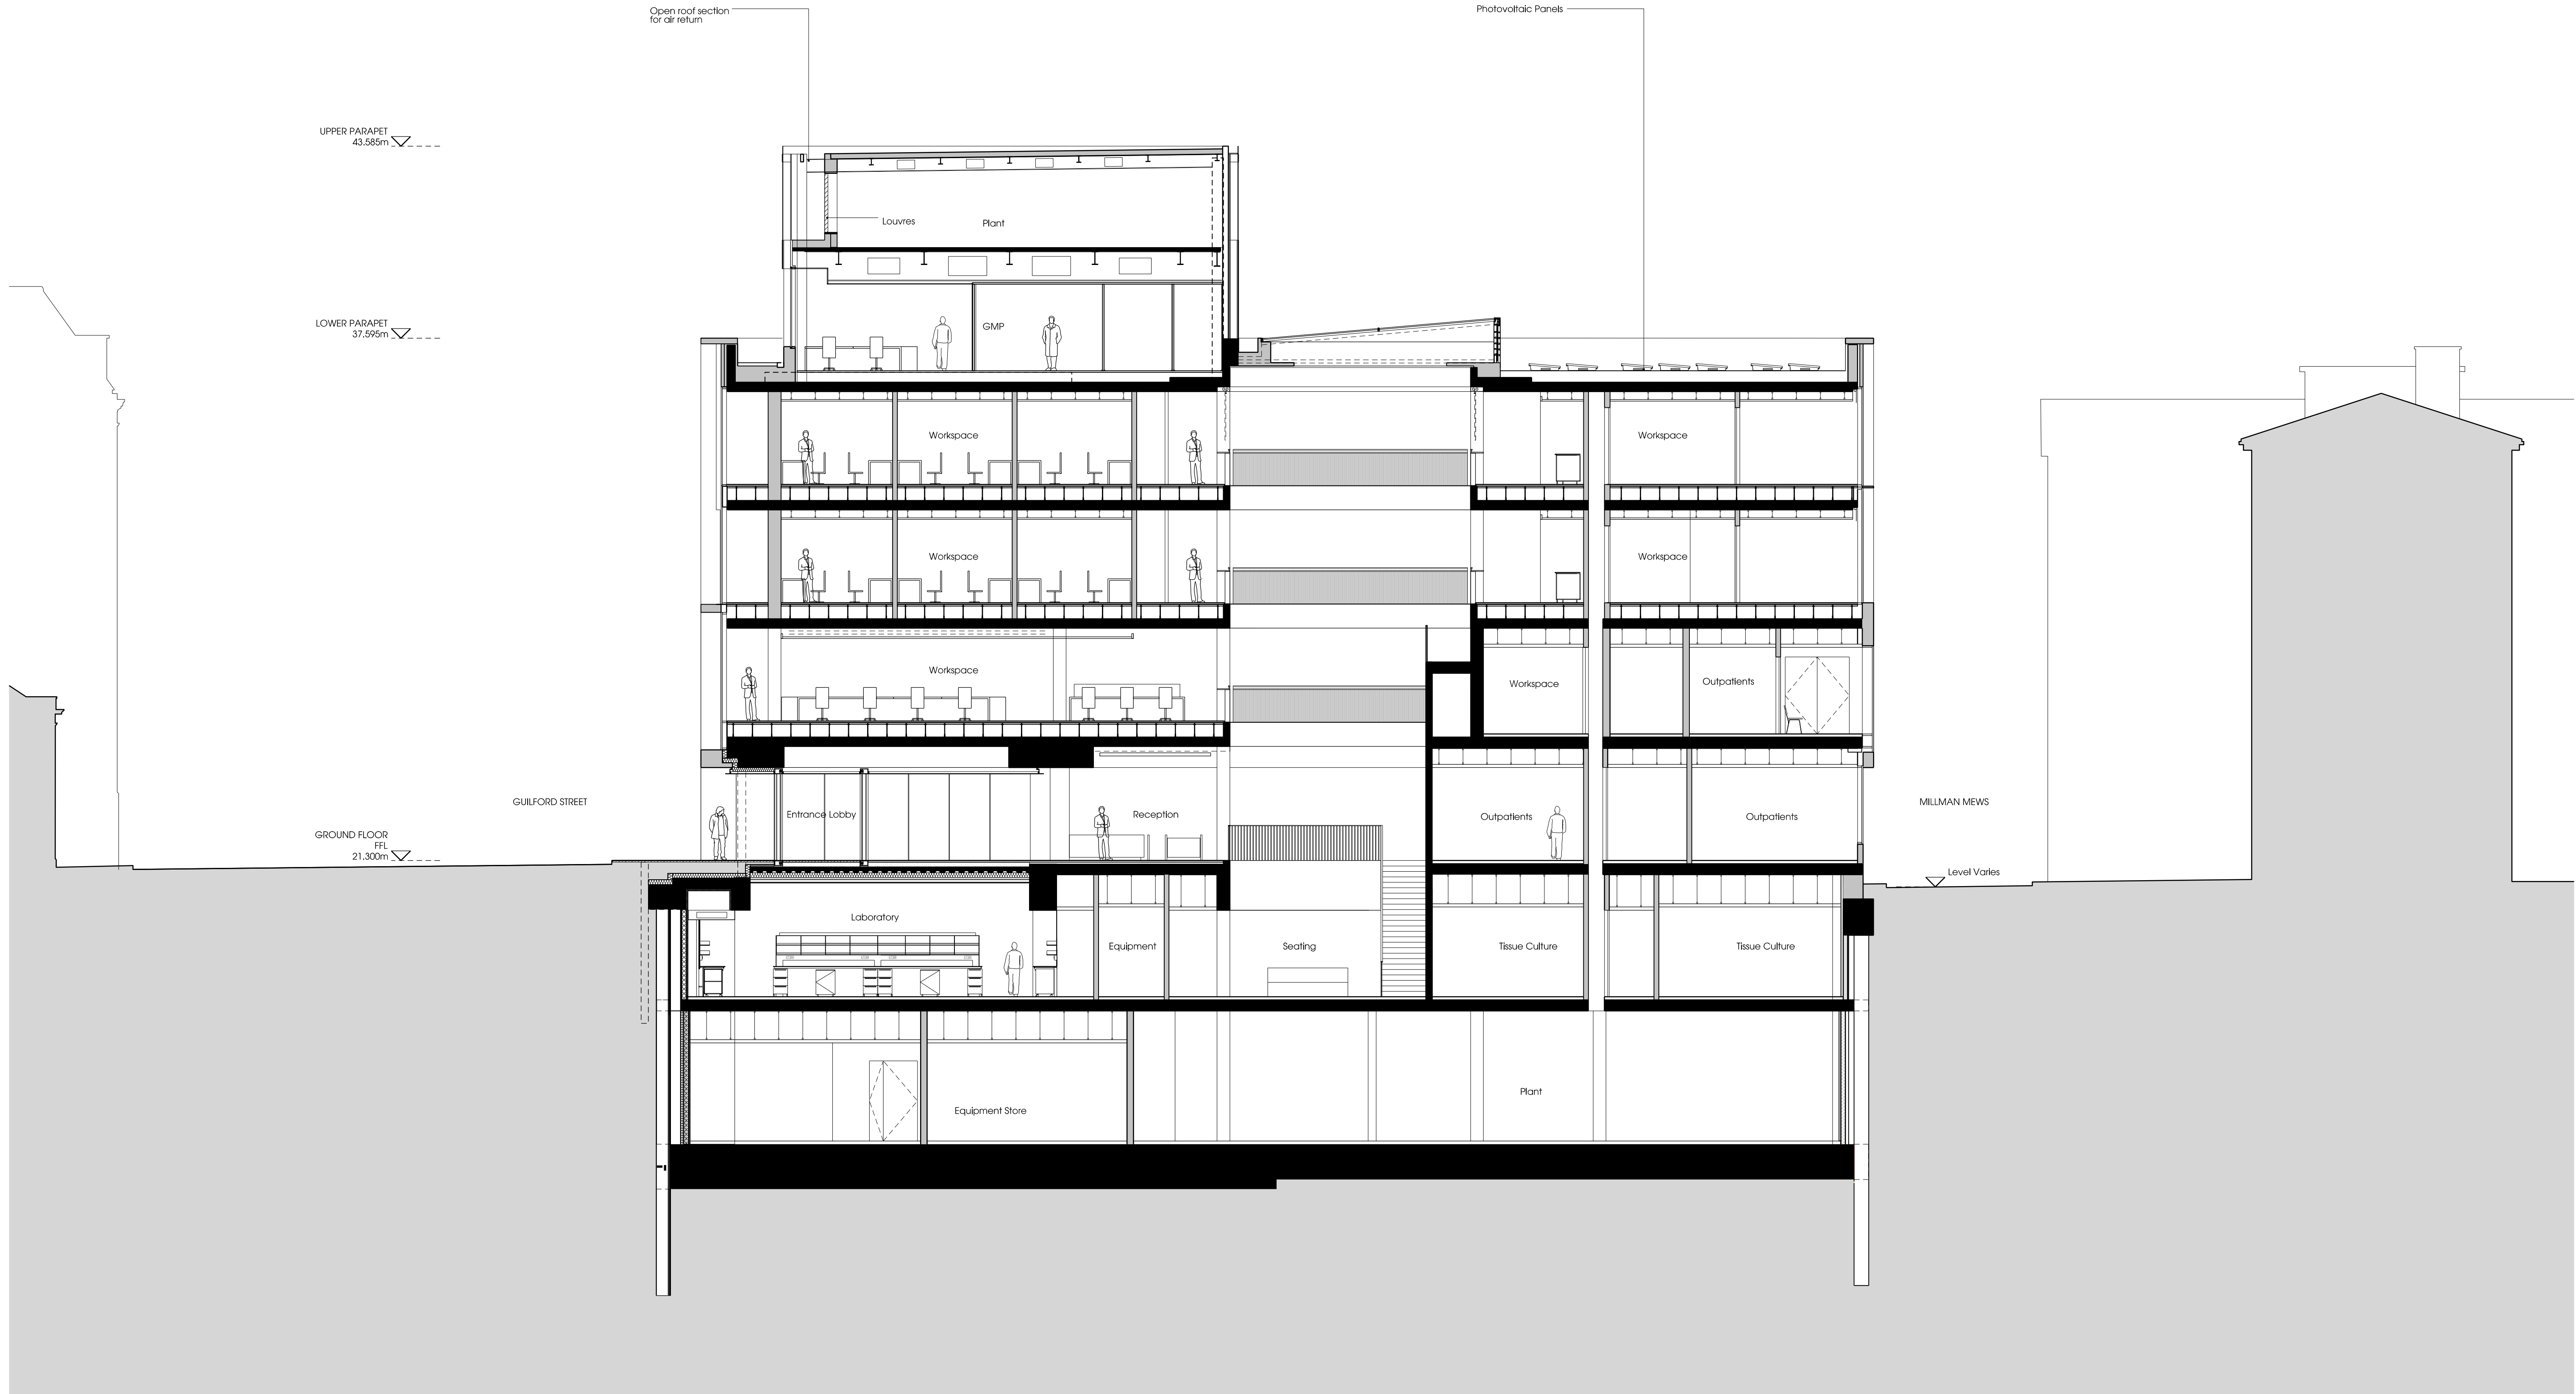 Open roof section
for air return
Photovoltaic Panels
UPPER PARAPET
43.585m
Louvres
Plant
LOWER PARAPET
37.595m
GMP
Workspace
Workspace
Workspace
Workspace
Workspace
Workspace
Outpatients
GUILFORD STREET
MILLMAN MEWS
Entrance Lobby
Reception
Outpatients
Outpatients
GROUND FLOOR
FFL
21.300m
Level Varies
Laboratory
Equipment
Seating
Tissue Culture
Tissue Culture
Plant
Equipment Store